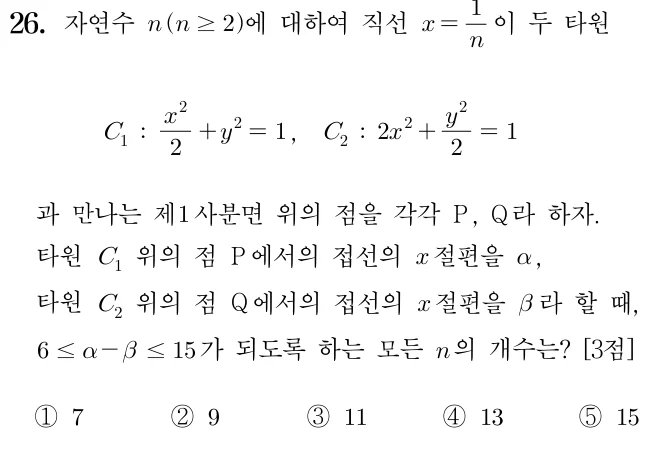 26. 자연수 n(n ≥ 2)에 대하여 직선 x = 1/n 이 두 타원
C₁ : x²/2 + y² = 1, C₂ : 2x² + y²/2 = 1
과 만나는 제1사분면 위의 점을 각각 P, Q라 하자.
타원 C₁ 위의 점 P에서의 접선의 x절편을 α,
타원 C₂ 위의 점 Q에서의 접선의 x절편을 β라 할 때,
6 ≤ α−β ≤ 15가 되도록 하는 모든 n의 개수는? [3점]
① 7 ② 9 ③ 11 ④ 13 ⑤ 15